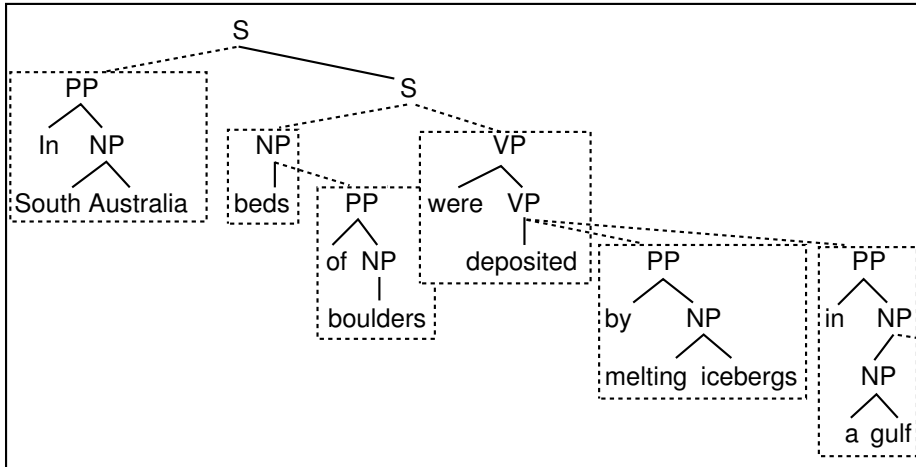 S
PP S
In NP NP VP
South Australia beds PP were VP
of NP deposited PP PP
boulders by NP in NP
melting icebergs NP
a gulf